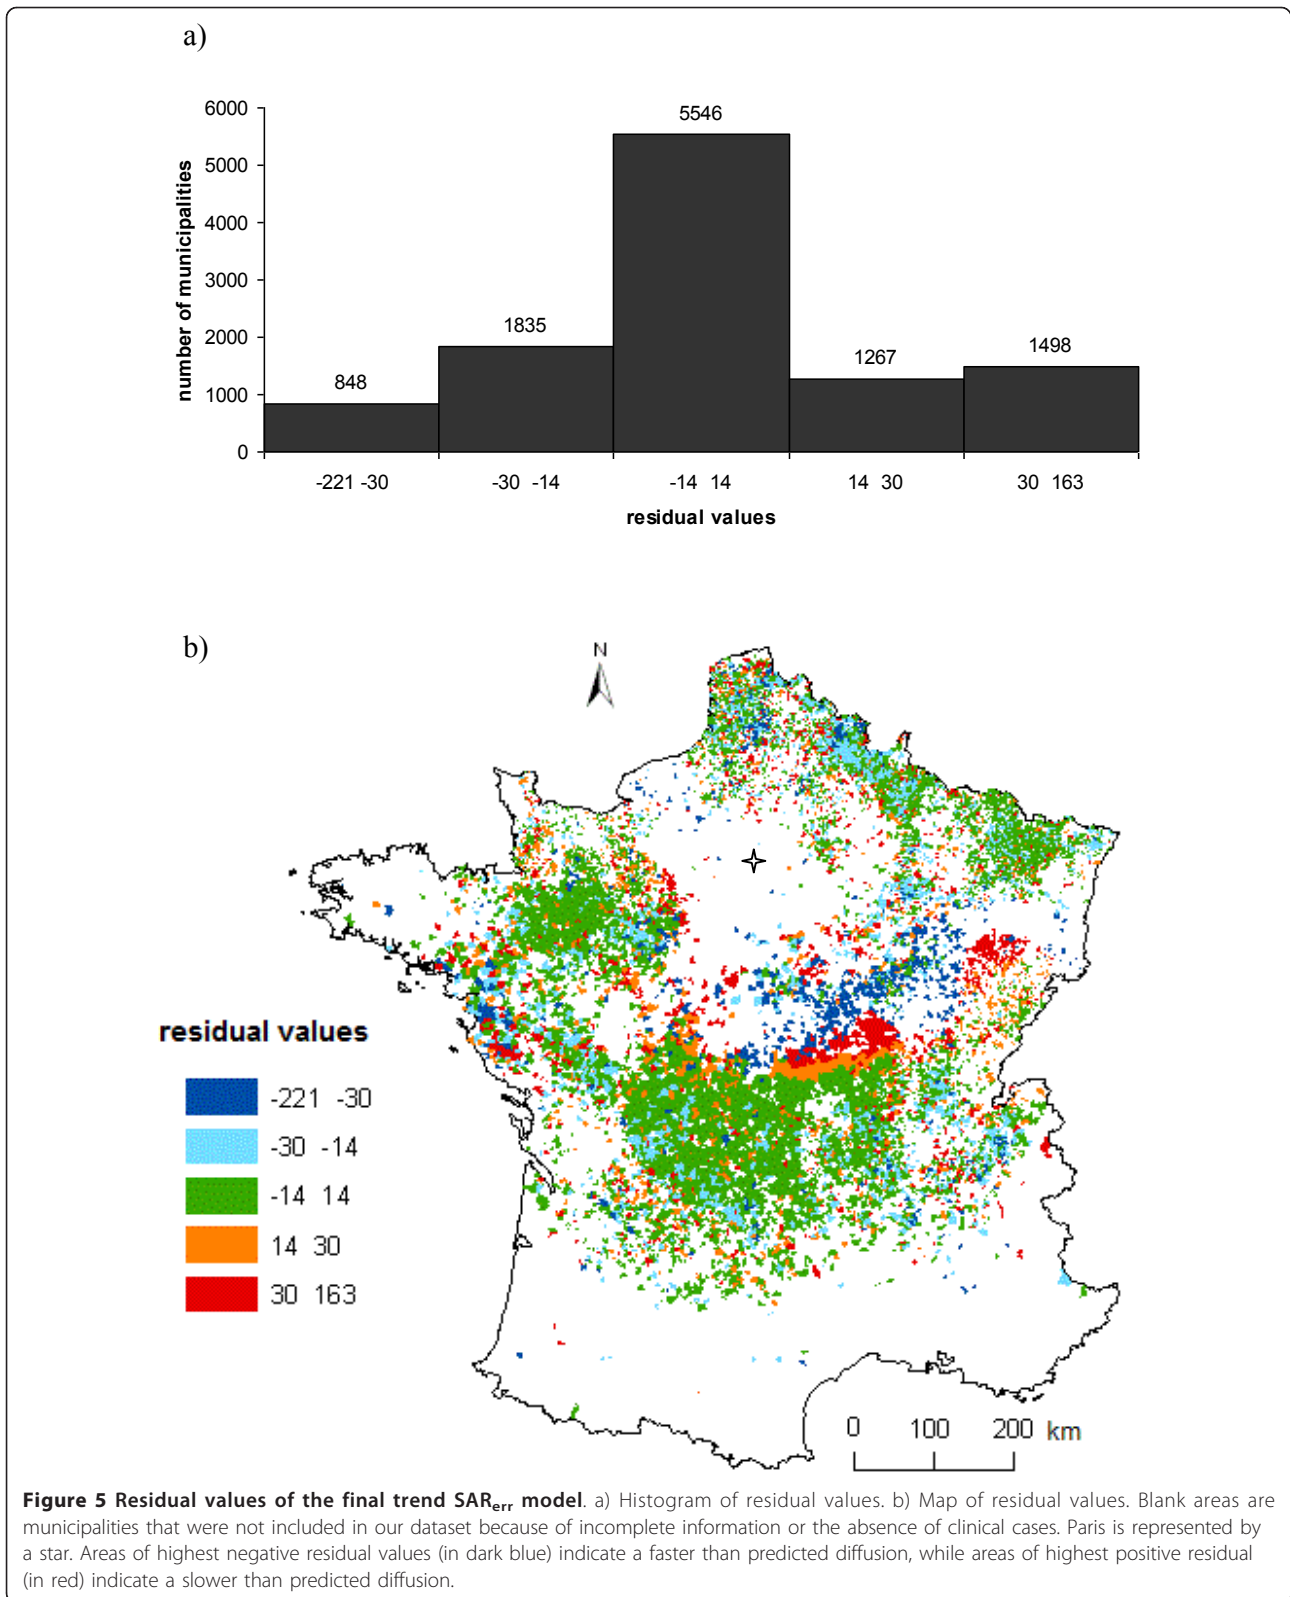 a)
6000
5000
4000
3000
2000
1000
0
number of municipalities
848
1835
5546
1267
1498
-221 -30
-30 -14
-14 14
14 30
30 163
residual values
b)
N
residual values
-221 -30
-30 -14
-14 14
14 30
30 163
0 100 200 km
Figure 5 Residual values of the final trend SARerr model. a) Histogram of residual values. b) Map of residual values. Blank areas are
municipalities that were not included in our dataset because of incomplete information or the absence of clinical cases. Paris is represented by
a star. Areas of highest negative residual values (in dark blue) indicate a faster than predicted diffusion, while areas of highest positive residual
(in red) indicate a slower than predicted diffusion.